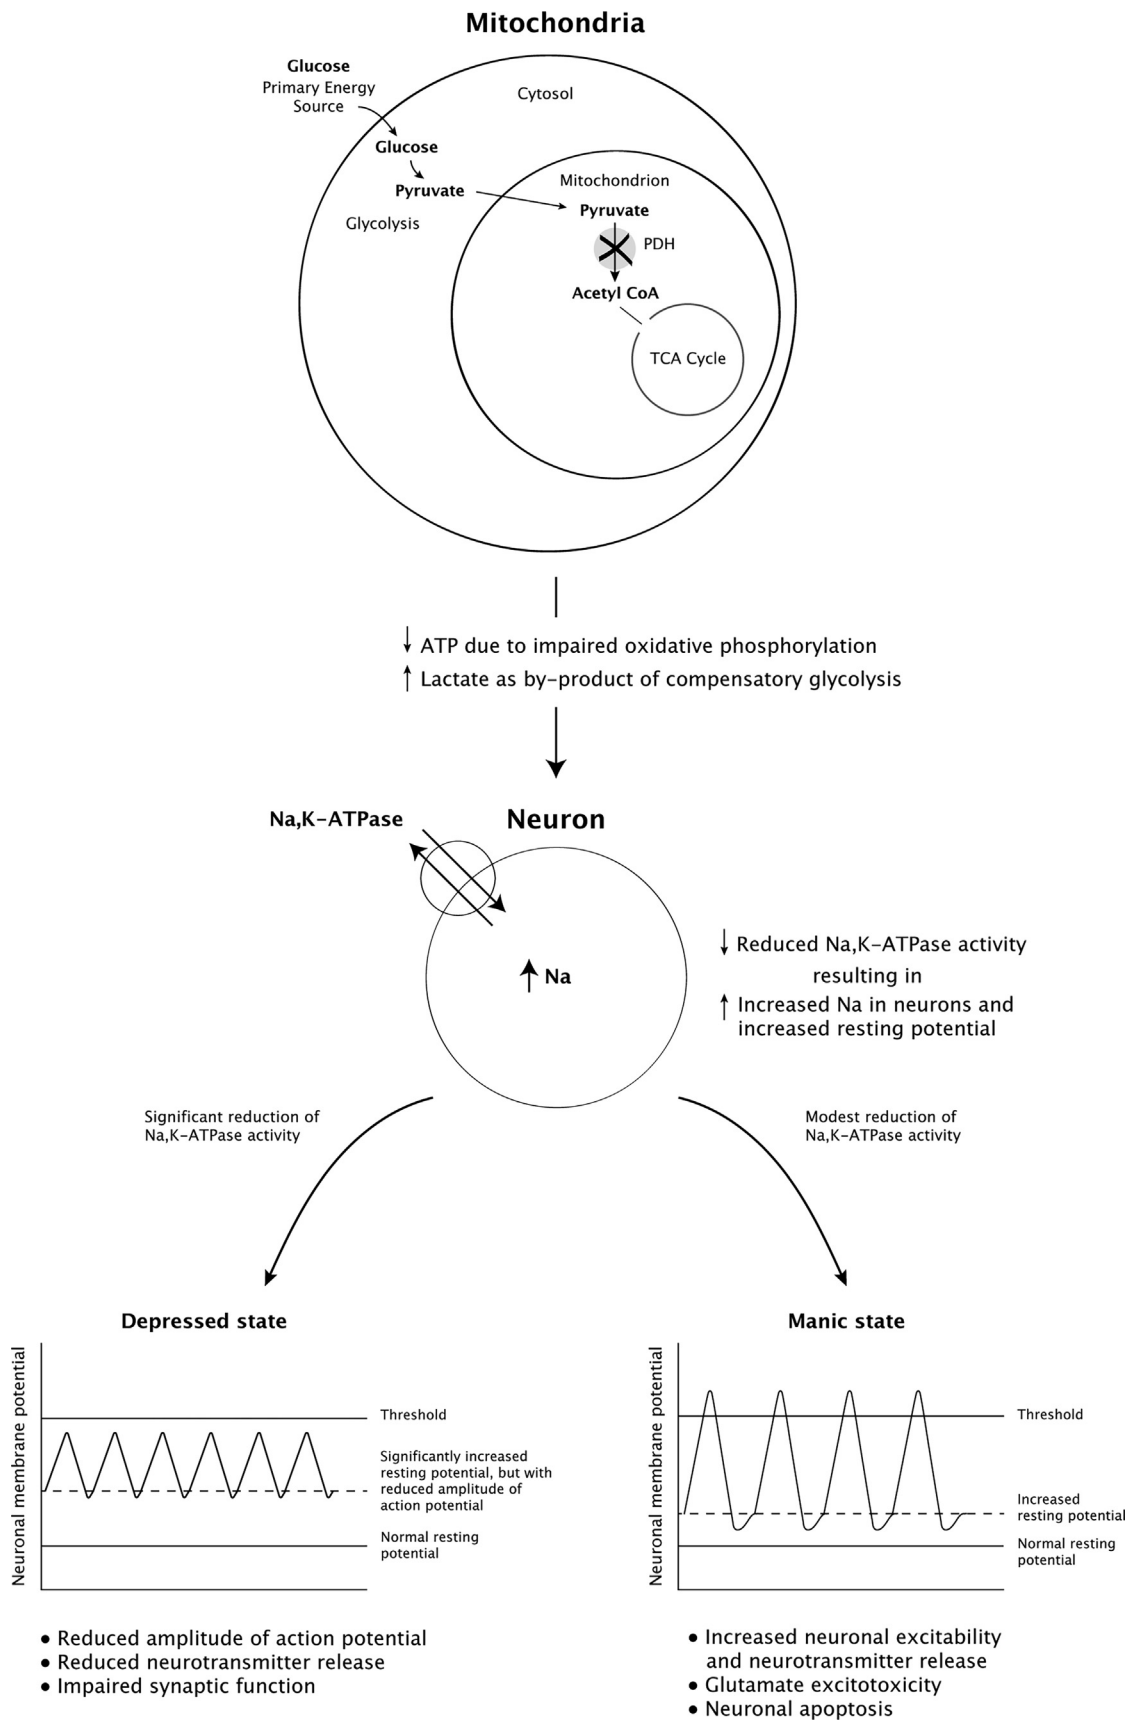 Mitochondria
Glucose
Primary Energy
Source
Cytosol
Glucose
Pyruvate
Glycolysis
Mitochondrion
Pyruvate
PDH
Acetyl CoA
TCA Cycle
↓ ATP due to impaired oxidative phosphorylation
↑ Lactate as by-product of compensatory glycolysis
Na,K-ATPase
Neuron
↑ Na
↓ Reduced Na,K-ATPase activity
resulting in
↑ Increased Na in neurons and
increased resting potential
Significant reduction of
Na,K-ATPase activity
Modest reduction of
Na,K-ATPase activity
Depressed state
Neuronal membrane potential
Threshold
Significantly increased
resting potential, but with
reduced amplitude of
action potential
Normal resting
potential
• Reduced amplitude of action potential
• Reduced neurotransmitter release
• Impaired synaptic function
Manic state
Neuronal membrane potential
Threshold
Increased
resting potential
Normal resting
potential
• Increased neuronal excitability
and neurotransmitter release
• Glutamate excitotoxicity
• Neuronal apoptosis